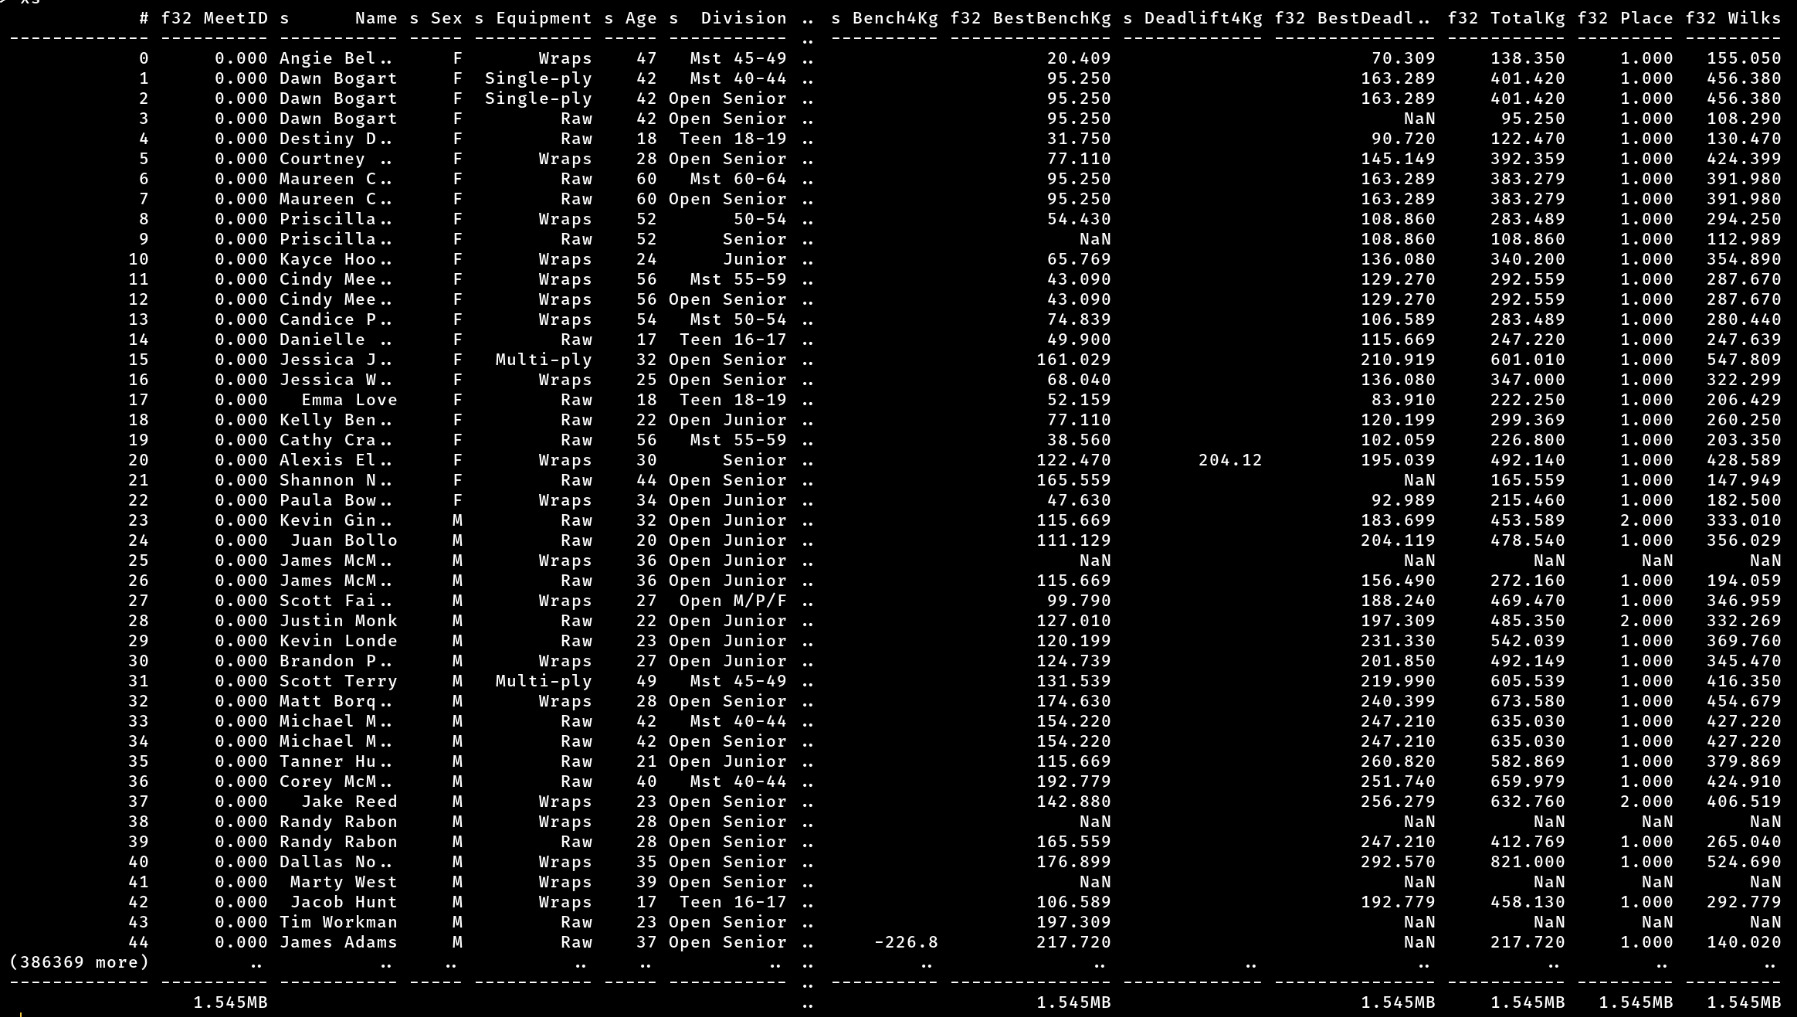 > xs
# f32 MeetID s Name s Sex s Equipment s Age s Division .. s Bench4Kg f32 BestBenchKg s Deadlift4Kg f32 BestDeadl.. f32 TotalKg f32 Place f32 Wilks
------------- ---------- ----------- ----- ----------- ----- ----------- .. ---------- --------------- ------------- --------------- ----------- --------- ---------
0 0.000 Angie Bel.. F Wraps 47 Mst 45-49 .. 20.409 70.309 138.350 1.000 155.050
1 0.000 Dawn Bogart F Single-ply 42 Mst 40-44 .. 95.250 163.289 401.420 1.000 456.380
2 0.000 Dawn Bogart F Single-ply 42 Open Senior .. 95.250 163.289 401.420 1.000 456.380
3 0.000 Dawn Bogart F Raw 42 Open Senior .. 95.250 NaN 95.250 1.000 108.290
4 0.000 Destiny D.. F Raw 18 Teen 18-19 .. 31.750 90.720 122.470 1.000 130.470
5 0.000 Courtney .. F Wraps 28 Open Senior .. 77.110 145.149 392.359 1.000 424.399
6 0.000 Maureen C.. F Raw 60 Mst 60-64 .. 95.250 163.289 383.279 1.000 391.980
7 0.000 Maureen C.. F Raw 60 Open Senior .. 95.250 163.289 383.279 1.000 391.980
8 0.000 Priscilla.. F Wraps 52 50-54 .. 54.430 108.860 283.489 1.000 294.250
9 0.000 Priscilla.. F Raw 52 Senior .. NaN 108.860 108.860 1.000 112.989
10 0.000 Kayce Hoo.. F Wraps 24 Junior .. 65.769 136.080 340.200 1.000 354.890
11 0.000 Cindy Mee.. F Wraps 56 Mst 55-59 .. 43.090 129.270 292.559 1.000 287.670
12 0.000 Cindy Mee.. F Wraps 56 Open Senior .. 43.090 129.270 292.559 1.000 287.670
13 0.000 Candice P.. F Wraps 54 Mst 50-54 .. 74.839 106.589 283.489 1.000 280.440
14 0.000 Danielle .. F Raw 17 Teen 16-17 .. 49.900 115.669 247.220 1.000 247.639
15 0.000 Jessica J.. F Multi-ply 32 Open Senior .. 161.029 210.919 601.010 1.000 547.809
16 0.000 Jessica W.. F Wraps 25 Open Senior .. 68.040 136.080 347.000 1.000 322.299
17 0.000 Emma Love F Raw 18 Teen 18-19 .. 52.159 83.910 222.250 1.000 206.429
18 0.000 Kelly Ben.. F Raw 22 Open Junior .. 77.110 120.199 299.369 1.000 260.250
19 0.000 Cathy Cra.. F Raw 56 Mst 55-59 .. 38.560 102.059 226.800 1.000 203.350
20 0.000 Alexis El.. F Wraps 30 Senior .. 122.470 204.12 195.039 492.140 1.000 428.589
21 0.000 Shannon N.. F Raw 44 Open Senior .. 165.559 NaN 165.559 1.000 147.949
22 0.000 Paula Bow.. F Wraps 34 Open Junior .. 47.630 92.989 215.460 1.000 182.500
23 0.000 Kevin Gin.. M Raw 32 Open Junior .. 115.669 183.699 453.589 2.000 333.010
24 0.000 Juan Bollo M Raw 20 Open Junior .. 111.129 204.119 478.540 1.000 356.029
25 0.000 James McM.. M Wraps 36 Open Junior .. NaN NaN NaN NaN NaN
26 0.000 James McM.. M Raw 36 Open Junior .. 115.669 156.490 272.160 1.000 194.059
27 0.000 Scott Fai.. M Wraps 27 Open M/P/F .. 99.790 188.240 469.470 1.000 346.959
28 0.000 Justin Monk M Raw 22 Open Junior .. 127.010 197.309 485.350 2.000 332.269
29 0.000 Kevin Londe M Raw 23 Open Junior .. 120.199 231.330 542.039 1.000 369.760
30 0.000 Brandon P.. M Wraps 27 Open Junior .. 124.739 201.850 492.149 1.000 345.470
31 0.000 Scott Terry M Multi-ply 49 Mst 45-49 .. 131.539 219.990 605.539 1.000 416.350
32 0.000 Matt Borq.. M Wraps 28 Open Senior .. 174.630 240.399 673.580 1.000 454.679
33 0.000 Michael M.. M Raw 42 Mst 40-44 .. 154.220 247.210 635.030 1.000 427.220
34 0.000 Michael M.. M Raw 42 Open Senior .. 154.220 247.210 635.030 1.000 427.220
35 0.000 Tanner Hu.. M Raw 21 Open Junior .. 115.669 260.820 582.869 1.000 379.869
36 0.000 Corey McM.. M Raw 40 Mst 40-44 .. 192.779 251.740 659.979 1.000 424.910
37 0.000 Jake Reed M Wraps 23 Open Senior .. 142.880 256.279 632.760 2.000 406.519
38 0.000 Randy Rabon M Wraps 28 Open Senior .. NaN NaN NaN NaN NaN
39 0.000 Randy Rabon M Raw 28 Open Senior .. 165.559 247.210 412.769 1.000 265.040
40 0.000 Dallas No.. M Wraps 35 Open Senior .. 176.899 292.570 821.000 1.000 524.690
41 0.000 Marty West M Wraps 39 Open Senior .. NaN NaN NaN NaN NaN
42 0.000 Jacob Hunt M Wraps 17 Teen 16-17 .. 106.589 192.779 458.130 1.000 292.779
43 0.000 Tim Workman M Raw 23 Open Senior .. 197.309 NaN NaN NaN NaN
44 0.000 James Adams M Raw 37 Open Senior .. -226.8 217.720 NaN 217.720 1.000 140.020
(386369 more) .. .. .. .. .. .. .. .. .. .. .. .. .. ..
------------- ---------- ----------- ----- ----------- ----- ----------- .. ---------- --------------- ------------- --------------- ----------- --------- ---------
1.545MB .. 1.545MB 1.545MB 1.545MB 1.545MB 1.545MB